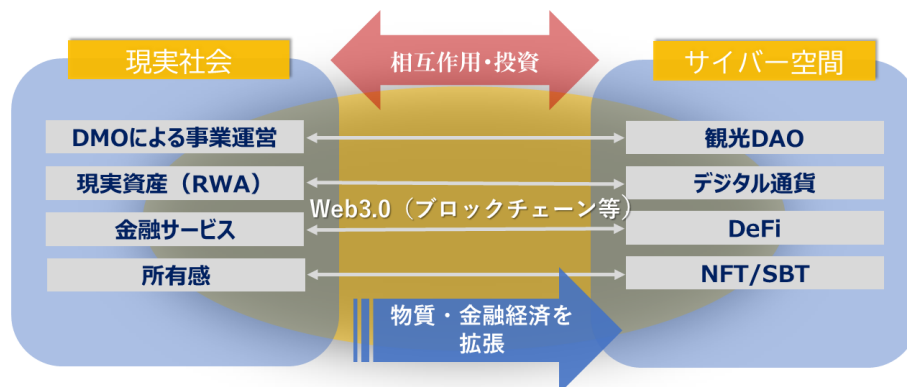 現実社会
相互作用・投資
サイバー空間
DMOによる事業運営
観光DAO
現実資産（RWA）
デジタル通貨
Web3.0（ブロックチェーン等）
金融サービス
DeFi
所有感
NFT/SBT
物質・金融経済を
拡張